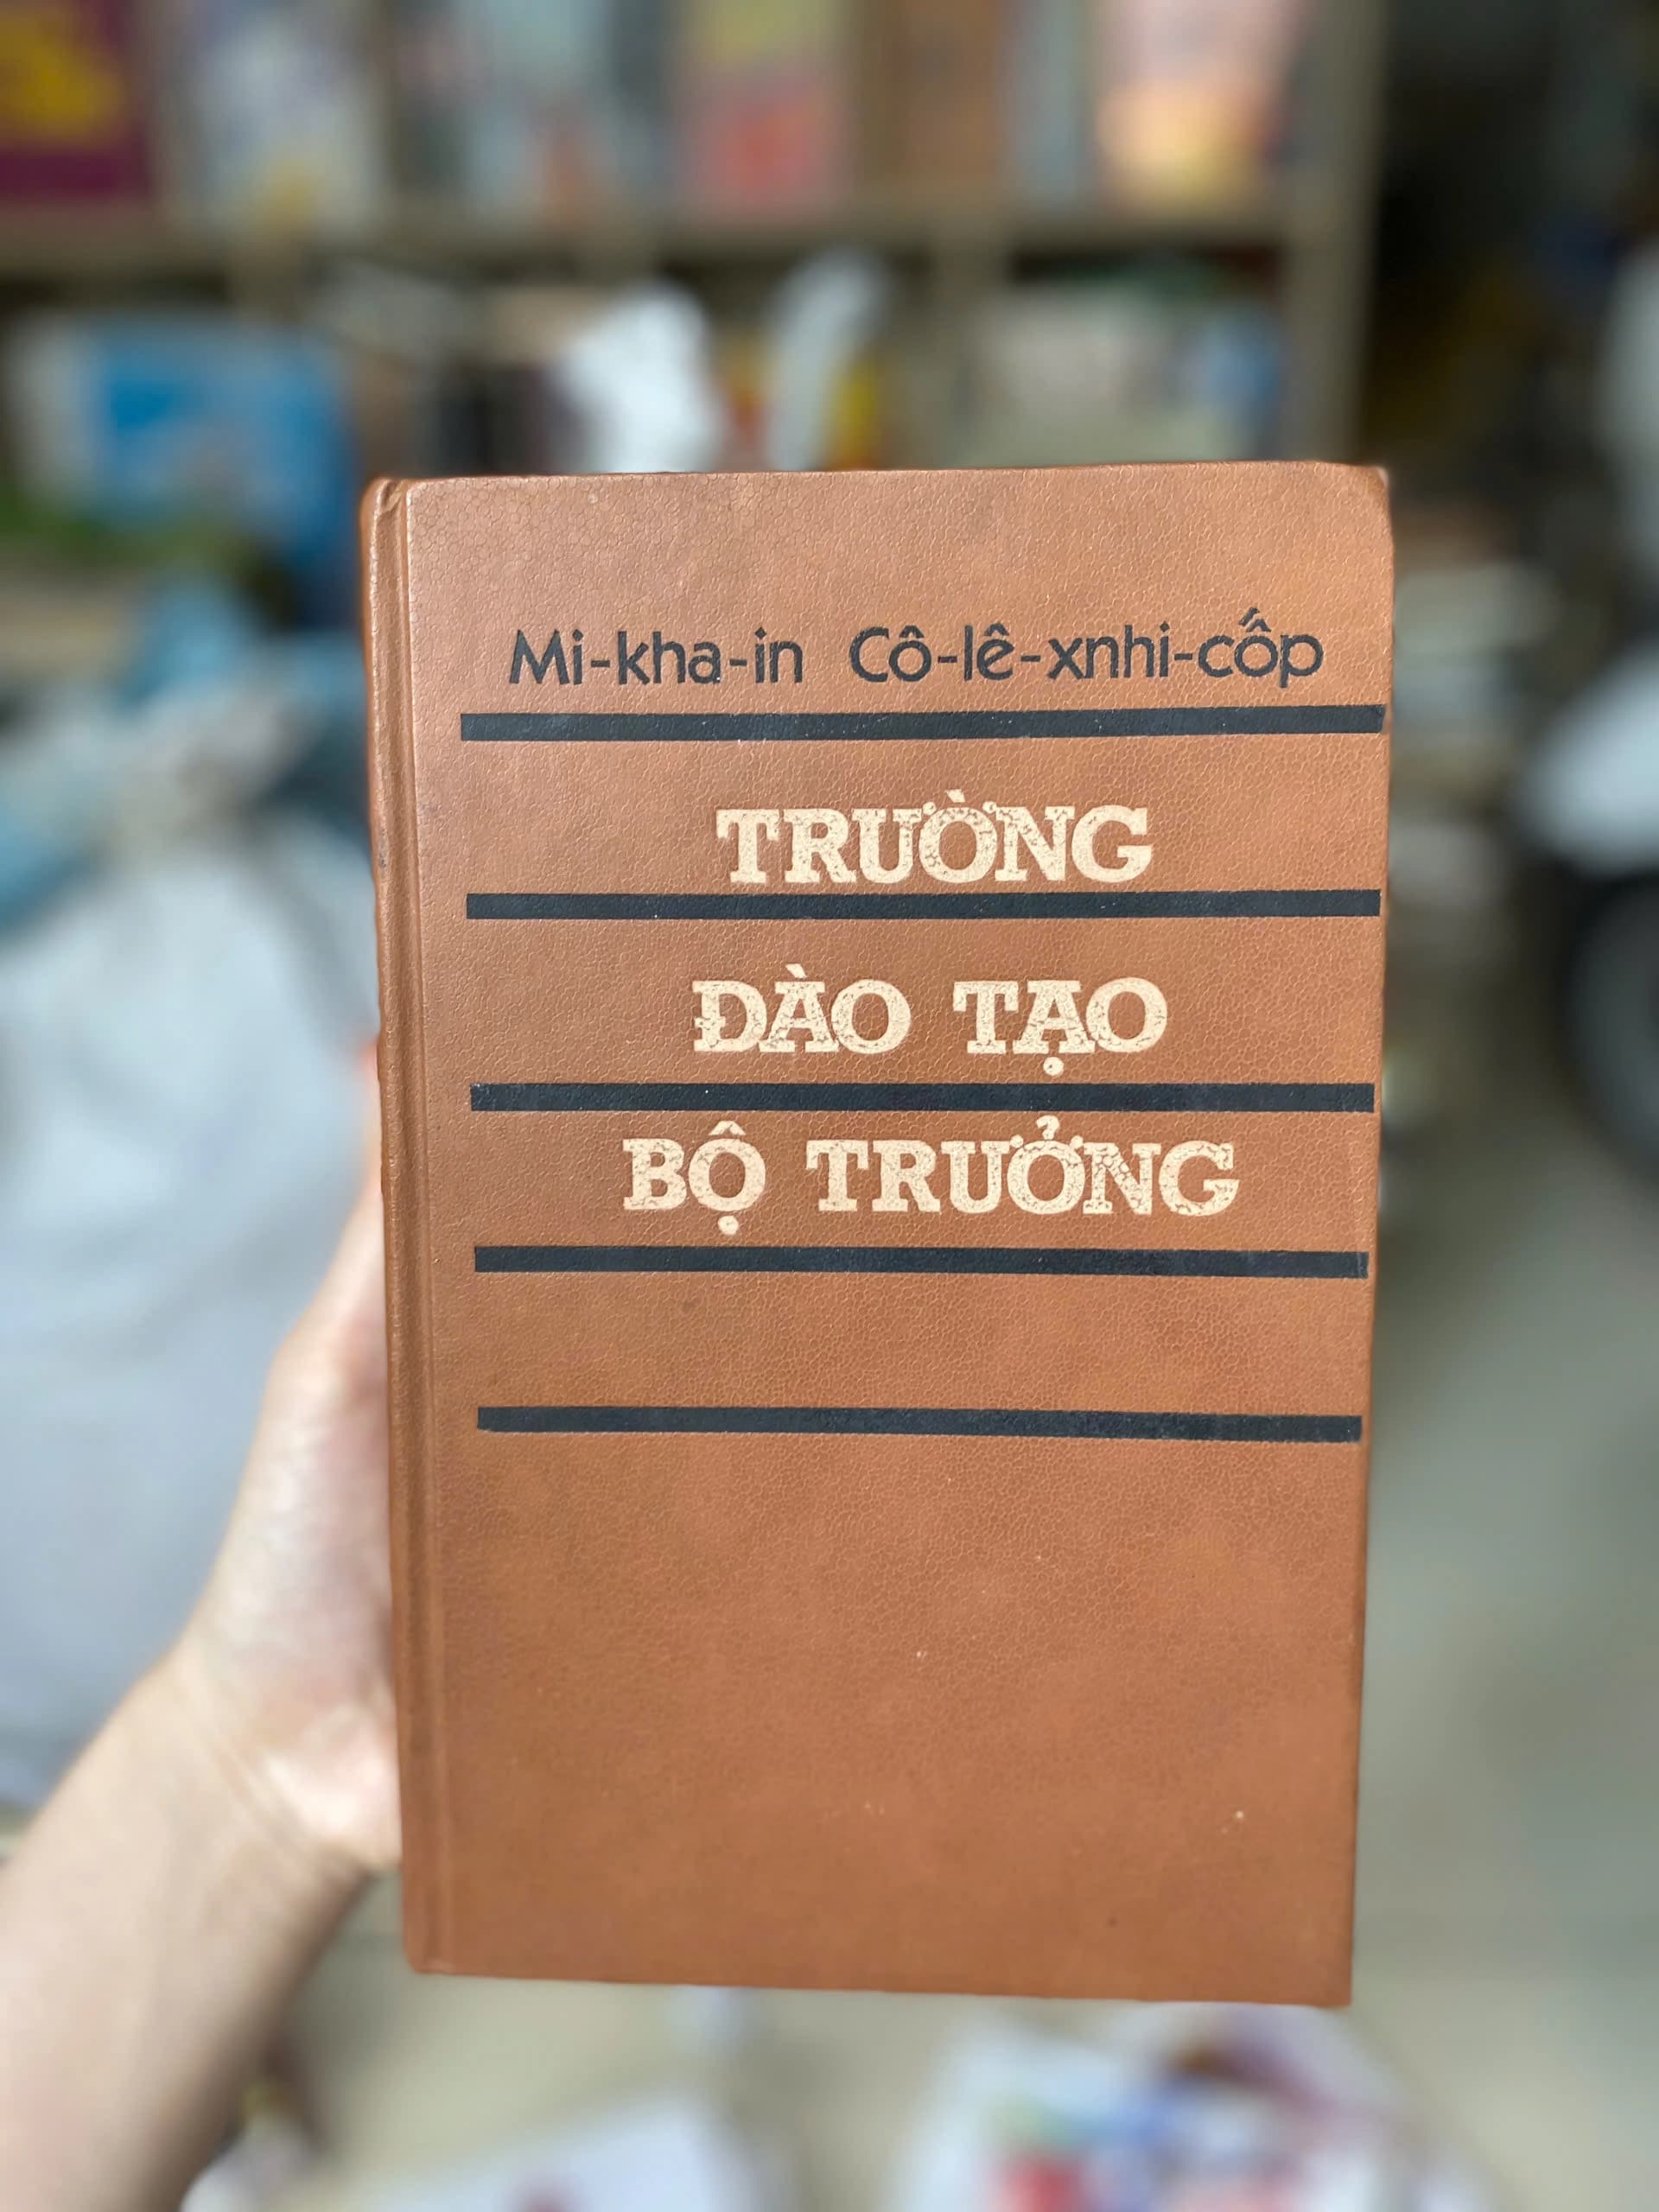 Mi-kha-in Cô-lê-xnhi-cốp
TRƯỜNG
ĐÀO TẠO
BỘ TRƯỞNG